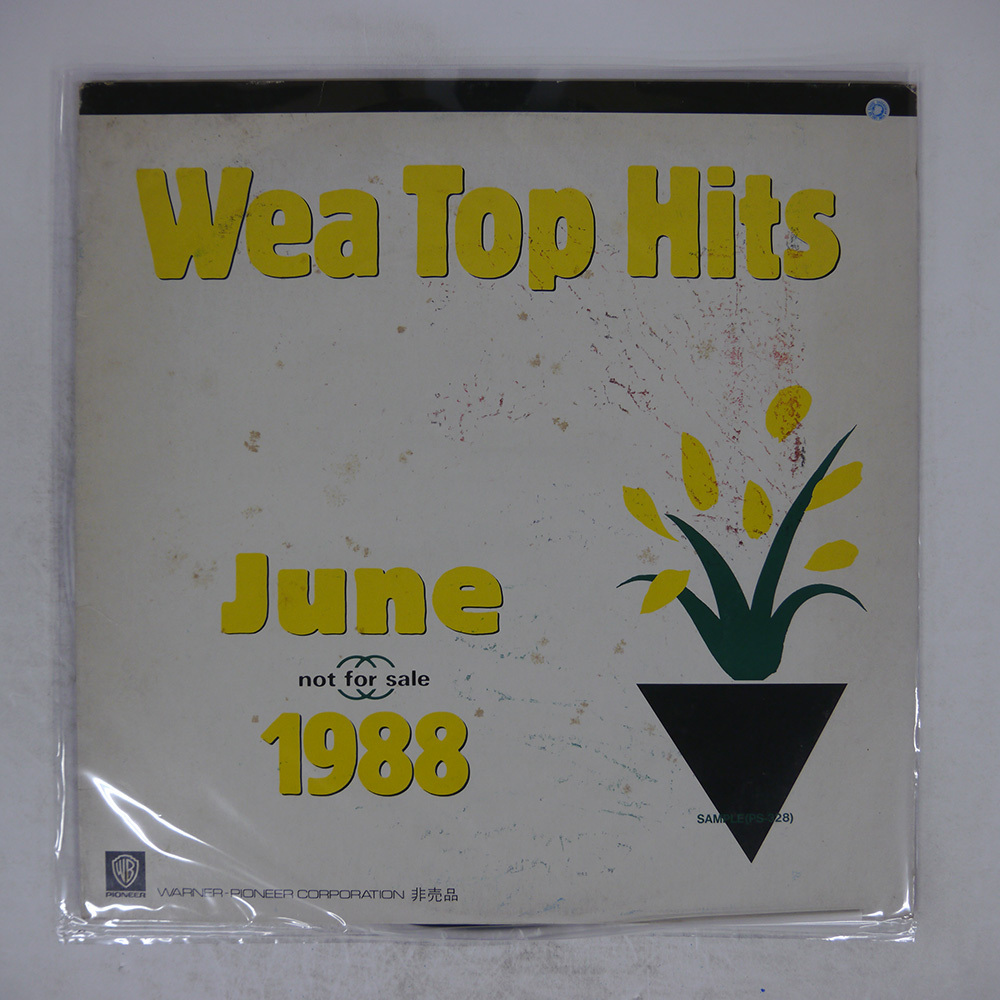 Wea Top Hits
June
not for sale
1988
SAMPLE(PS-328)
WB
PIONEER
WARNER-PIONEER CORPORATION 非売品